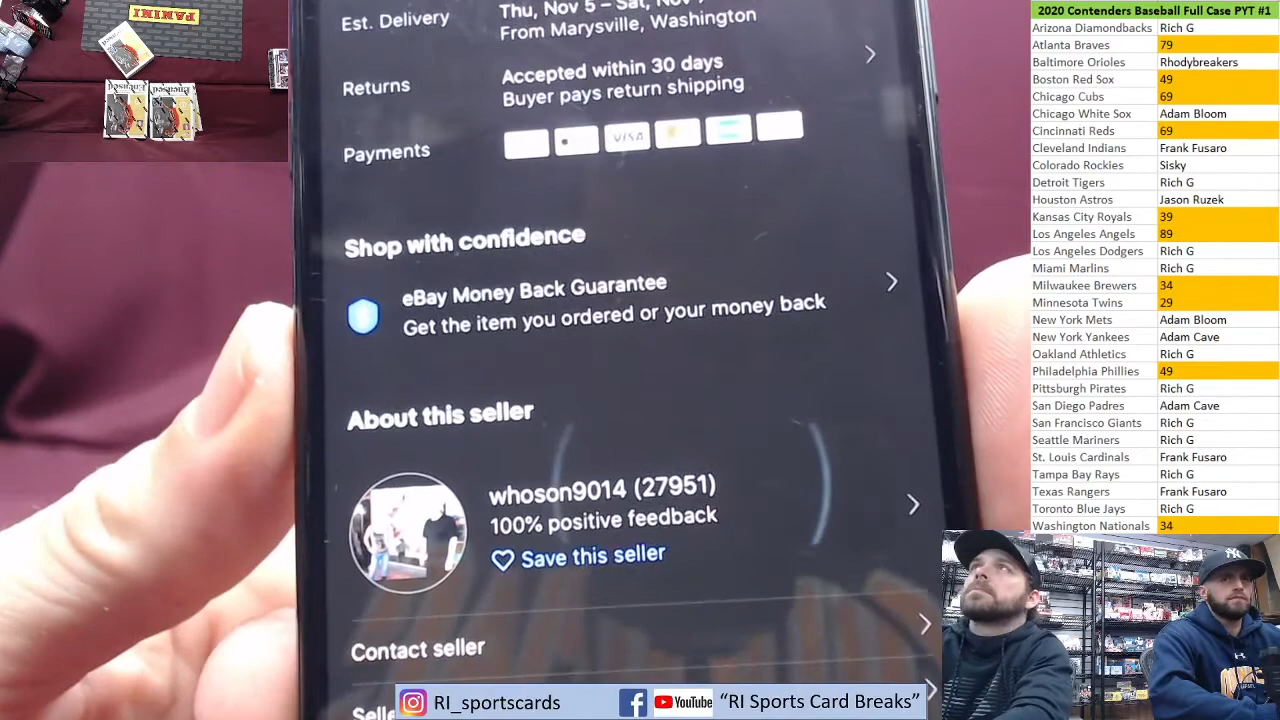 PANINI
Est. Delivery
Thu, Nov 5 – Sat, Nov
From Marysville, Washington
Returns
Accepted within 30 days
Buyer pays return shipping
Payments
VISA
Shop with confidence
eBay Money Back Guarantee
Get the item you ordered or your money back
About this seller
whoson9014 (27951)
100% positive feedback
Save this seller
Contact seller
2020 Contenders Baseball Full Case PYT #1
Arizona Diamondbacks Rich G
Atlanta Braves 79
Baltimore Orioles Rhodybreakers
Boston Red Sox 49
Chicago Cubs 69
Chicago White Sox Adam Bloom
Cincinnati Reds 69
Cleveland Indians Frank Fusaro
Colorado Rockies Sisky
Detroit Tigers Rich G
Houston Astros Jason Ruzek
Kansas City Royals 39
Los Angeles Angels 89
Los Angeles Dodgers Rich G
Miami Marlins Rich G
Milwaukee Brewers 34
Minnesota Twins 29
New York Mets Adam Bloom
New York Yankees Adam Cave
Oakland Athletics Rich G
Philadelphia Phillies 49
Pittsburgh Pirates Rich G
San Diego Padres Adam Cave
San Francisco Giants Rich G
Seattle Mariners Rich G
St. Louis Cardinals Frank Fusaro
Tampa Bay Rays Rich G
Texas Rangers Frank Fusaro
Toronto Blue Jays Rich G
Washington Nationals 34
RI_sportscards
YouTube
“RI Sports Card Breaks”